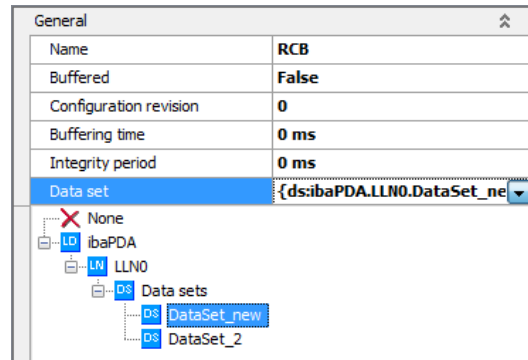 General
Name RCB
Buffered False
Configuration revision 0
Buffering time 0 ms
Integrity period 0 ms
Data set {ds:ibaPDA.LLN0.DataSet_ne
None
LD ibaPDA
LN LLN0
DS Data sets
DS DataSet_new
DS DataSet_2